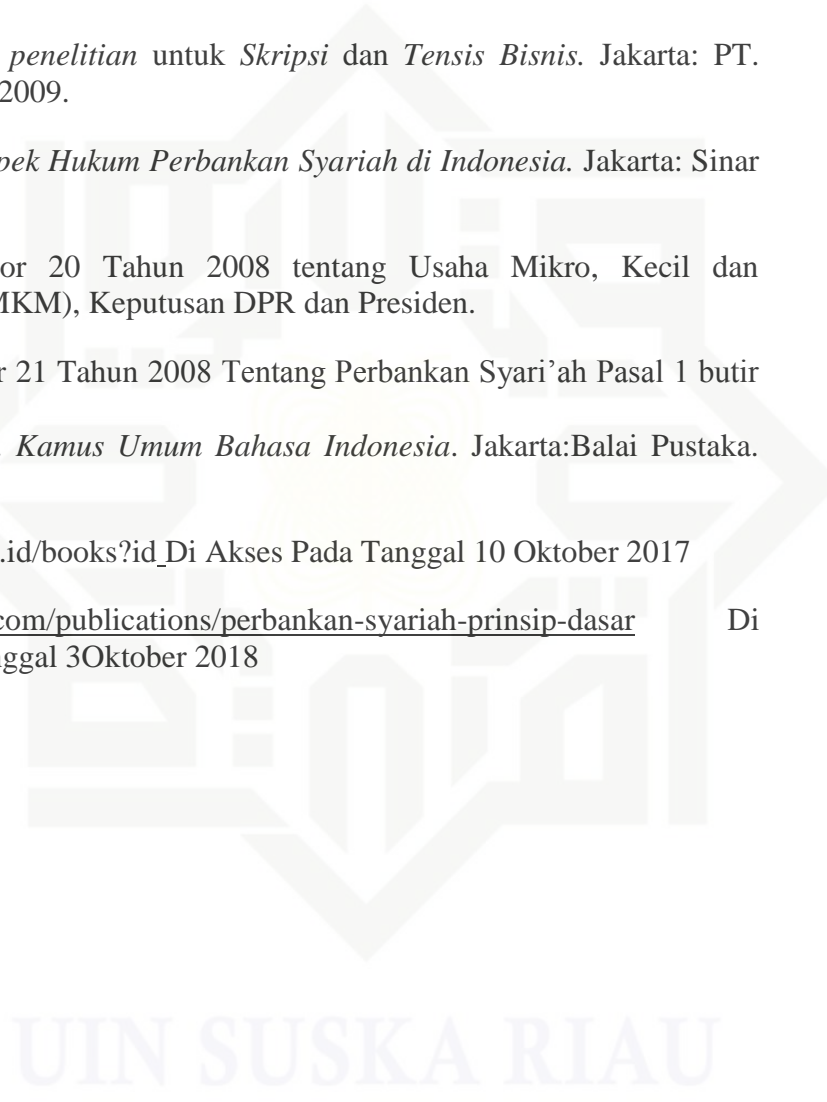 penelitian untuk Skripsi dan Tensis Bisnis. Jakarta: PT.
2009.
pek Hukum Perbankan Syariah di Indonesia. Jakarta: Sinar
or 20 Tahun 2008 tentang Usaha Mikro, Kecil dan
MKM), Keputusan DPR dan Presiden.
r 21 Tahun 2008 Tentang Perbankan Syari’ah Pasal 1 butir
. Kamus Umum Bahasa Indonesia. Jakarta:Balai Pustaka.
.id/books?id Di Akses Pada Tanggal 10 Oktober 2017
com/publications/perbankan-syariah-prinsip-dasar Di
nggal 3Oktober 2018
UIN SUSKA RIAU